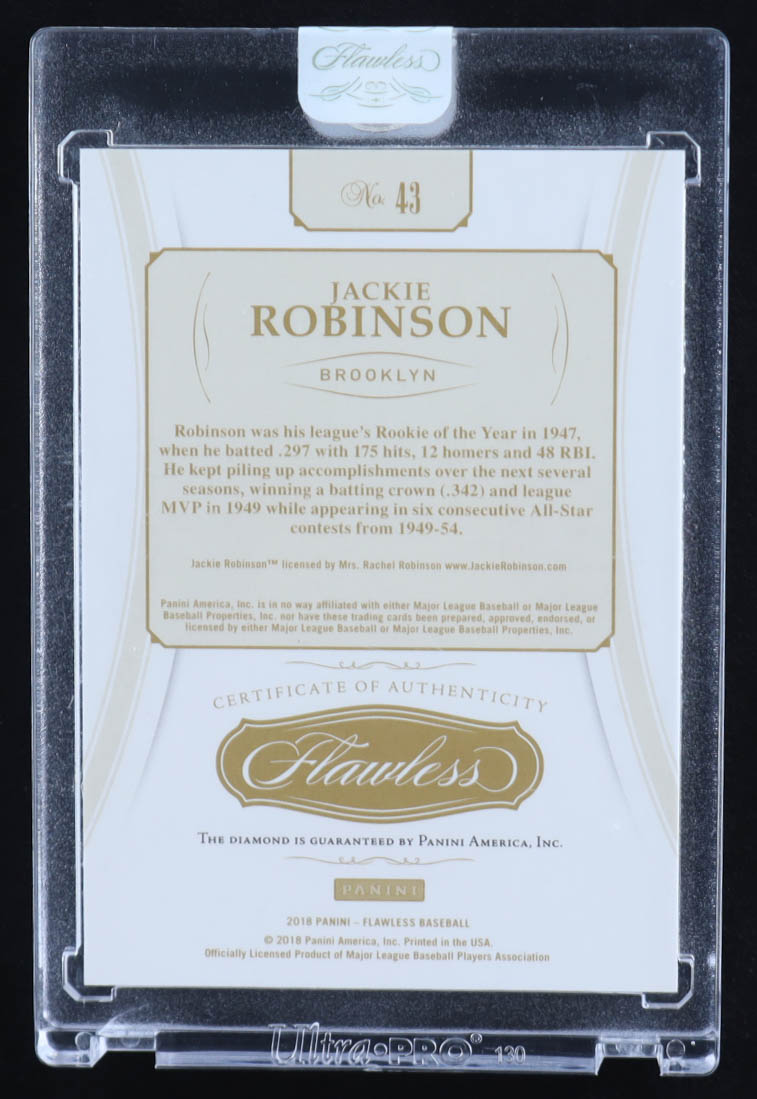 Flawless
No. 43
JACKIE
ROBINSON
BROOKLYN
Robinson was his league's Rookie of the Year in 1947,
when he batted .297 with 175 hits, 12 homers and 48 RBI.
He kept piling up accomplishments over the next several
seasons, winning a batting crown (.342) and league
MVP in 1949 while appearing in six consecutive All-Star
contests from 1949-54.
Jackie Robinson™ licensed by Mrs. Rachel Robinson www.JackieRobinson.com
Panini America, Inc. is in no way affiliated with either Major League Baseball or Major League
Baseball Properties, Inc. nor have these trading cards been prepared, approved, endorsed, or
licensed by either Major League Baseball or Major League Baseball Properties, Inc.
CERTIFICATE OF AUTHENTICITY
Flawless
THE DIAMOND IS GUARANTEED BY PANINI AMERICA, INC.
PANINI
2018 PANINI – FLAWLESS BASEBALL
© 2018 Panini America, Inc. Printed in the USA.
Officially Licensed Product of Major League Baseball Players Association
Ultra•PRO® 130